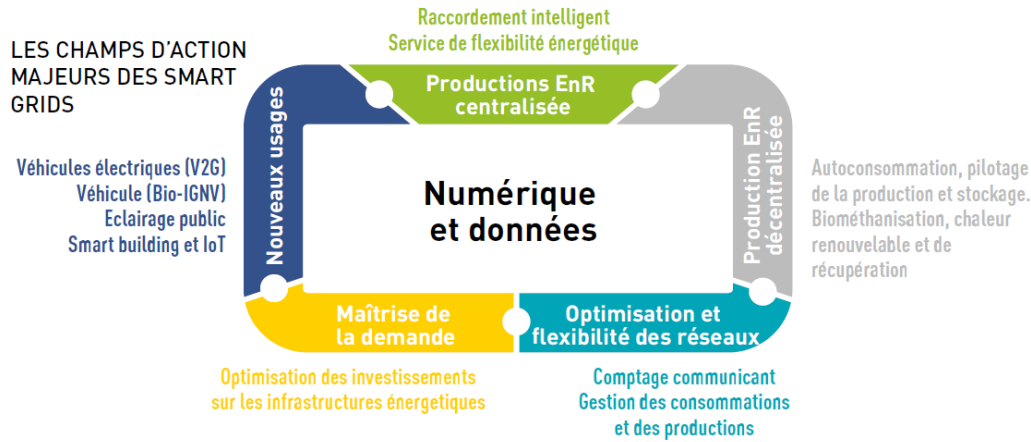 LES CHAMPS D'ACTION
MAJEURS DES SMART
GRIDS
Raccordement intelligent
Service de flexibilité énergétique
Productions EnR
centralisée
Nouveaux usages
Véhicules électriques (V2G)
Véhicule (Bio-IGNV)
Eclairage public
Smart building et IoT
Numérique
et données
Production EnR
décentralisée
Autoconsommation, pilotage
de la production et stockage.
Biométhanisation, chaleur
renouvelable et de
récupération
Maîtrise de
la demande
Optimisation et
flexibilité des réseaux
Optimisation des investissements
sur les infrastructures énergetiques
Comptage communicant
Gestion des consommations
et des productions